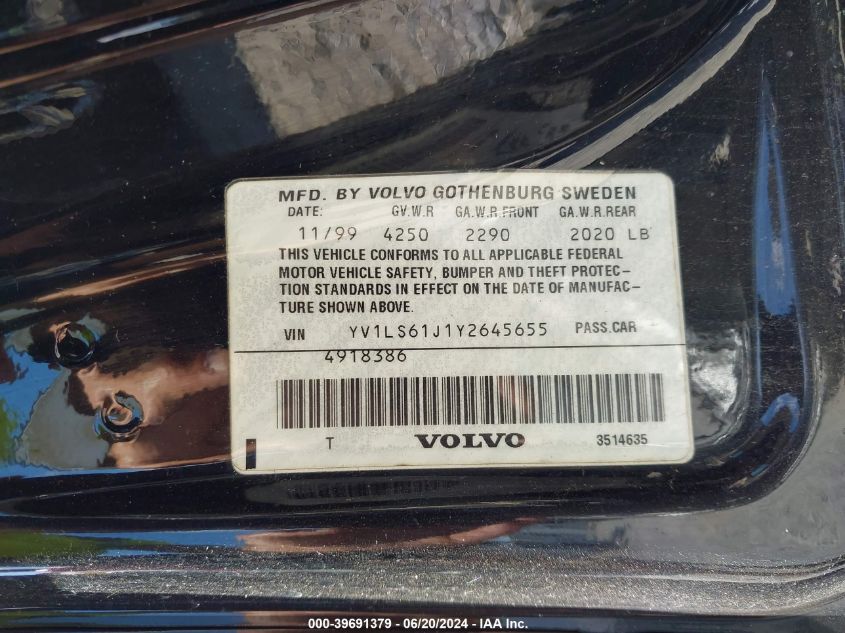 MFD. BY VOLVO GOTHENBURG SWEDEN
DATE: GV.W.R GA.W.R.FRONT GA.W.R.REAR
11/99 4250 2290 2020 LB
THIS VEHICLE CONFORMS TO ALL APPLICABLE FEDERAL
MOTOR VEHICLE SAFETY, BUMPER AND THEFT PROTEC-
TION STANDARDS IN EFFECT ON THE DATE OF MANUFAC-
TURE SHOWN ABOVE.
VIN YV1LS61J1Y2645655 PASS.CAR
4918386
T VOLVO 3514635
000-39691379 / 06/20/2024 - IAA Inc.